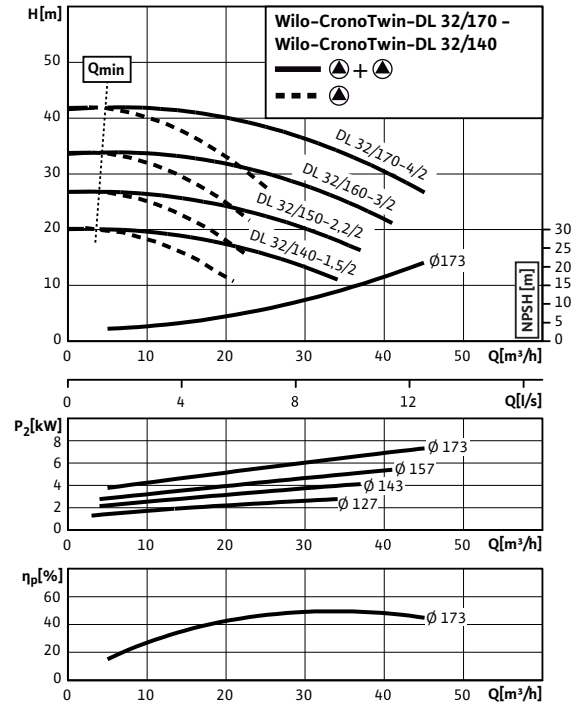 H[m]
Wilo-CronoTwin-DL 32/170 –
Wilo-CronoTwin-DL 32/140
+
50
40
30
20
10
0
Qmin
DL 32/170-4/2
DL 32/160-3/2
DL 32/150-2,2/2
DL 32/140-1,5/2
Ø173
NPSH [m]
30
25
20
15
10
5
0
0 10 20 30 40 50 Q[m³/h]
0 4 8 12 Q[l/s]
P2[kW]
8
6
4
2
0
Ø 173
Ø 157
Ø 143
Ø 127
0 10 20 30 40 50 Q[m³/h]
ηp[%]
60
40
20
0
Ø 173
0 10 20 30 40 50 Q[m³/h]